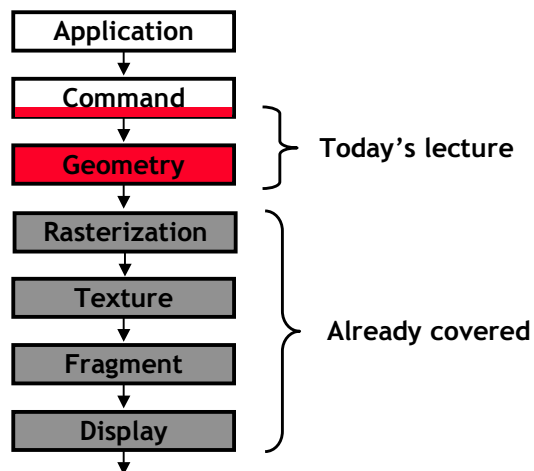 Application
Command
Today's lecture
Geometry
Rasterization
Texture
Already covered
Fragment
Display